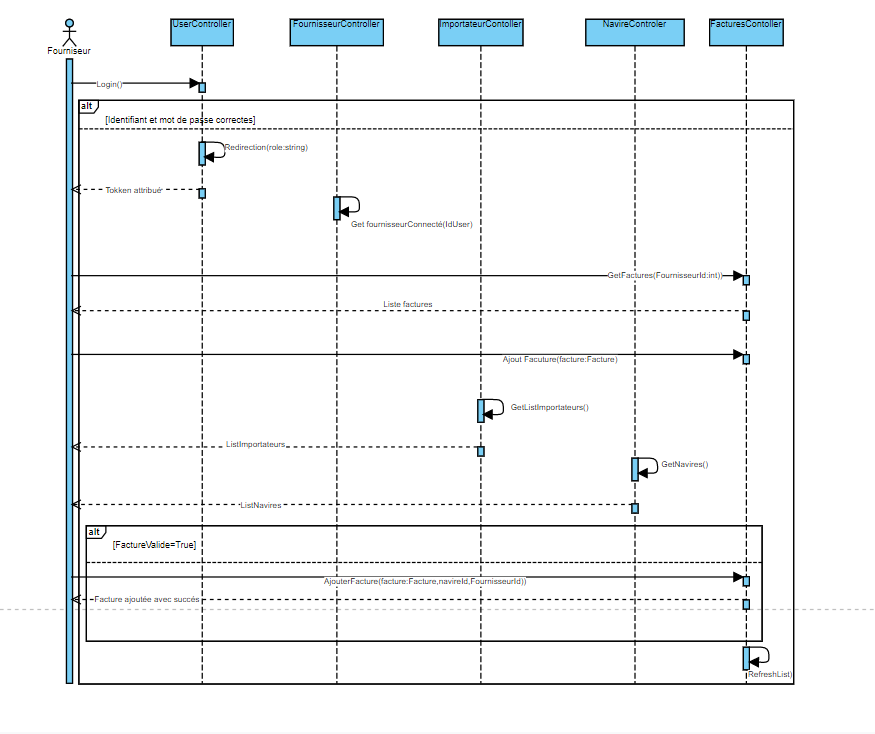 UserController
FournisseurController
ImportateurContoller
NavireControler
FacturesContoller
Fourniseur
Login()
alt
[Identifiant et mot de passe correctes]
Redirection(role:string)
Tokken attribué
Get fournisseurConnecté(IdUser)
GetFactures(FournisseurId:int))
Liste factures
Ajout Facuture(facture:Facture)
GetListImportateurs()
ListImportateurs
GetNavires()
ListNavires
alt
[FactureValide=True]
AjouterFacture(facture:Facture,navireId,FournisseurId))
Facture ajoutée avec succés
RefreshList)